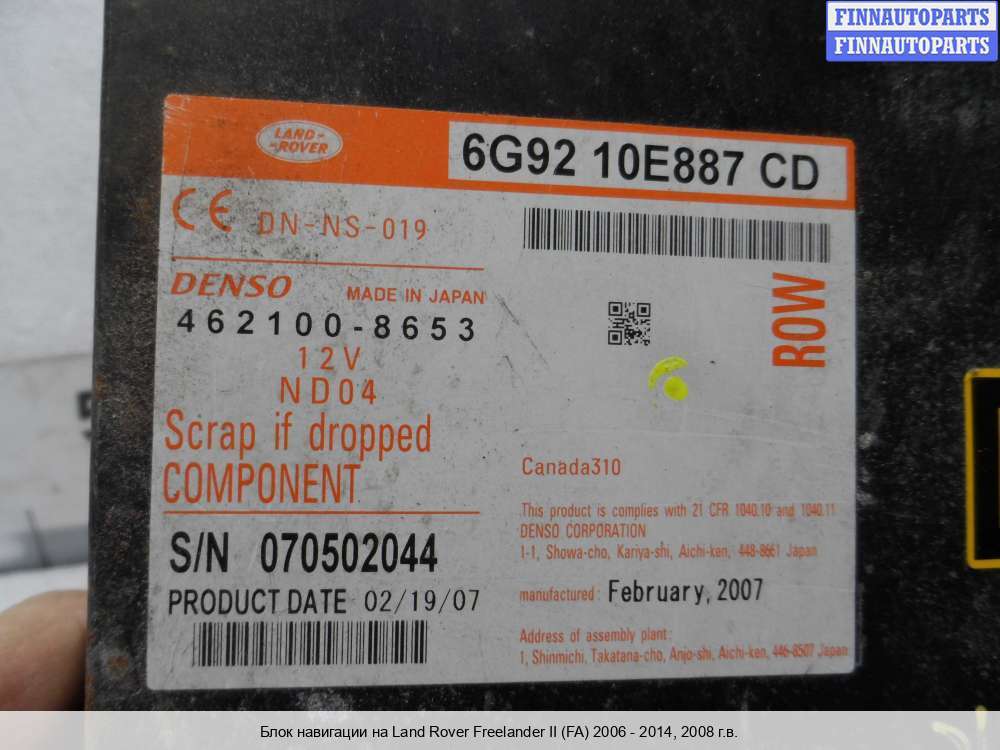 FINNAUTOPARTS
FINNAUTOPARTS
LAND-
-ROVER
6G92 10E887 CD
CE DN-NS-019
DENSO MADE IN JAPAN
462100-8653
12V
ND04
ROW
Scrap if dropped
COMPONENT
Canada310
This product is complies with 21 CFR 1040.10 and 1040.11
DENSO CORPORATION
1-1, Showa-cho, Kariya-shi, Aichi-ken, 448-8661 Japan
S/N 070502044
manufactured: February, 2007
PRODUCT DATE 02/19/07
Address of assembly plant:
1, Shinmichi, Takatana-cho, Anjo-shi, Aichi-ken, 446-8507 Japan
Блок навигации на Land Rover Freelander II (FA) 2006 - 2014, 2008 г.в.